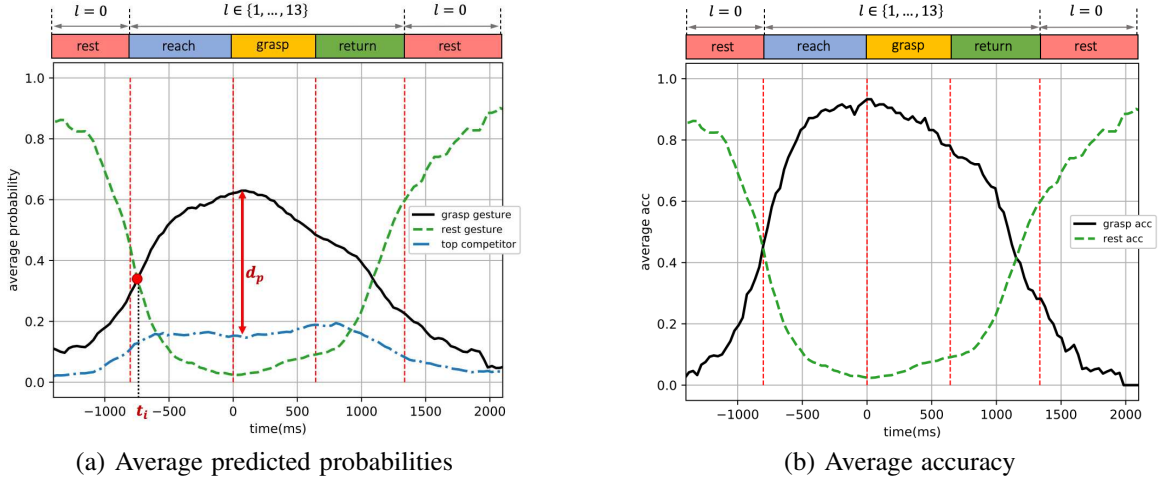 l = 0
l ∈ {1, ..., 13}
l = 0
rest
reach
grasp
return
rest
1.0
0.8
0.6
0.4
0.2
0.0
average probability
grasp gesture
rest gesture
top competitor
d_p
−1000
−500
0
500
1000
1500
2000
t_i
time(ms)
(a) Average predicted probabilities
l = 0
l ∈ {1, ..., 13}
l = 0
rest
reach
grasp
return
rest
1.0
0.8
0.6
0.4
0.2
0.0
average acc
grasp acc
rest acc
−1000
−500
0
500
1000
1500
2000
time(ms)
(b) Average accuracy